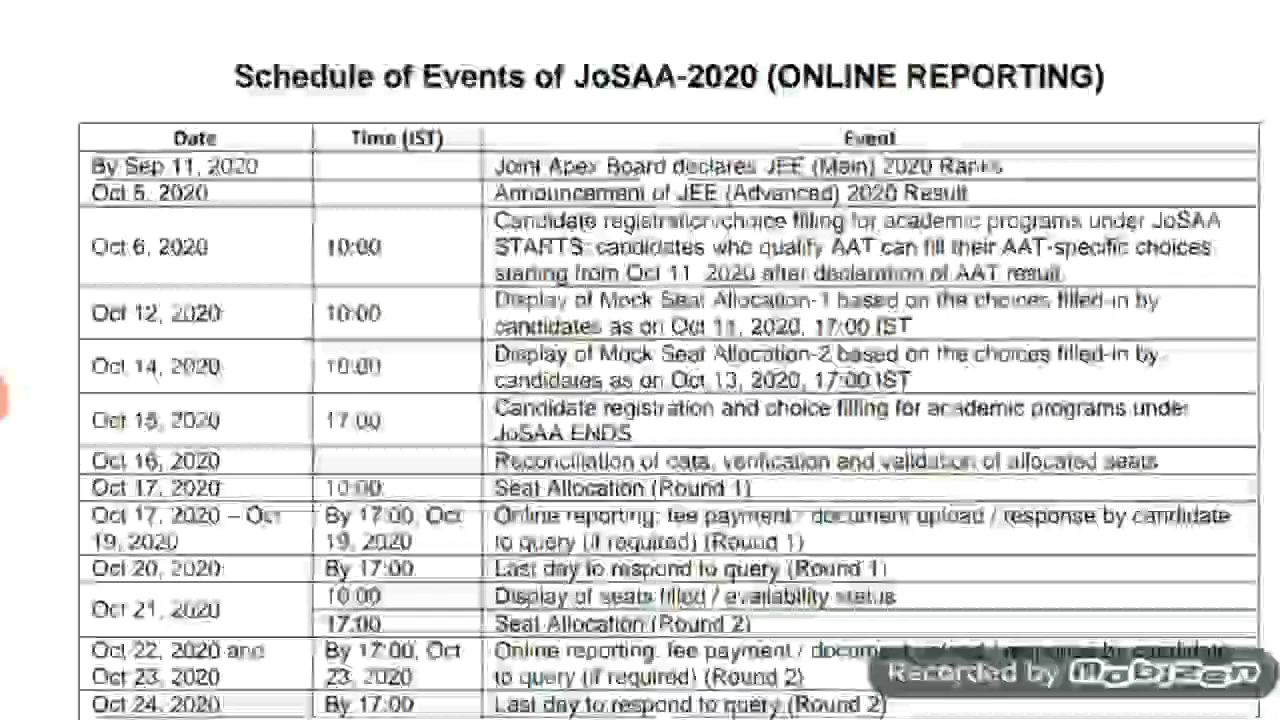 Schedule of Events of JoSAA-2020 (ONLINE REPORTING)
Date Time (IST) Event
By Sep 11, 2020 Joint Apex Board declares JEE (Main) 2020 Ranks
Oct 5, 2020 Announcement of JEE (Advanced) 2020 Result
Candidate registration/choice filling for academic programs under JoSAA
Oct 6, 2020 10:00 STARTS; candidates who qualify AAT can fill their AAT-specific choices
starting from Oct 11, 2020 after declaration of AAT result.
Oct 12, 2020 10:00 Display of Mock Seat Allocation-1 based on the choices filled-in by
candidates as on Oct 11, 2020, 17:00 IST
Oct 14, 2020 10:00 Display of Mock Seat Allocation-2 based on the choices filled-in by
candidates as on Oct 13, 2020, 17:00 IST
Oct 15, 2020 17:00 Candidate registration and choice filling for academic programs under
JoSAA ENDS
Oct 16, 2020 Reconciliation of data, verification and validation of allocated seats
Oct 17, 2020 10:00 Seat Allocation (Round 1)
Oct 17, 2020 – Oct By 17:00, Oct Online reporting: fee payment / document upload / response by candidate
19, 2020 19, 2020 to query (if required) (Round 1)
Oct 20, 2020 By 17:00 Last day to respond to query (Round 1)
Oct 21, 2020 10:00 Display of seats filled / availability status
17:00 Seat Allocation (Round 2)
Oct 22, 2020 and By 17:00, Oct Online reporting: fee payment / by candidate
Oct 23, 2020 23, 2020 to query (if required) (Round 2)
Oct 24, 2020 By 17:00 Last day to respond to query (Round 2)
Recorded by Mobizen